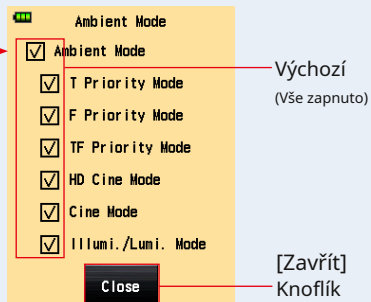 Ambient Mode
Ambient Mode
T Priority Mode
Výchozí
(Vše zapnuto)
F Priority Mode
TF Priority Mode
HD Cine Mode
Cine Mode
Illumi./Lumi. Mode
[Zavřít]
Close
Knoflík